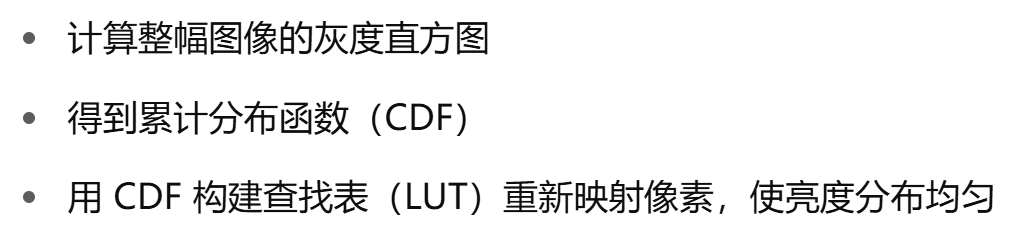 • 计算整幅图像的灰度直方图
• 得到累计分布函数（CDF）
• 用 CDF 构建查找表（LUT）重新映射像素，使亮度分布均匀